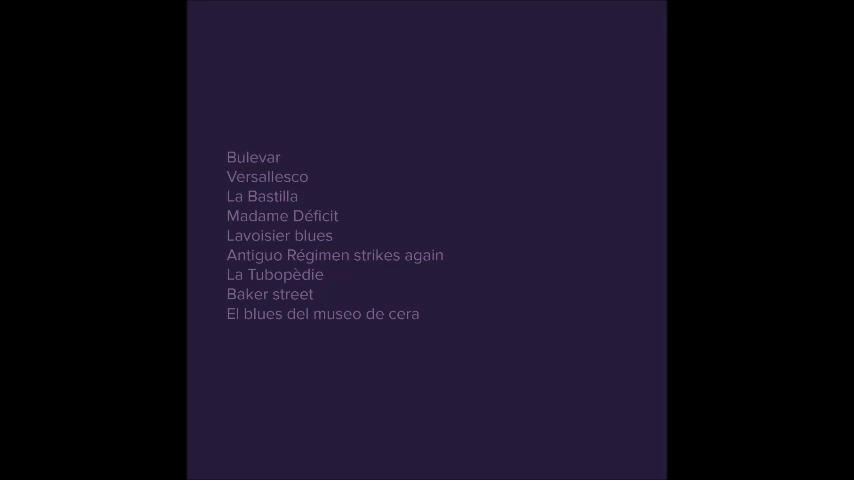 Bulevar
Versallesco
La Bastilla
Madame Déficit
Lavoisier blues
Antiguo Régimen strikes again
La Tubopèdie
Baker street
El blues del museo de cera